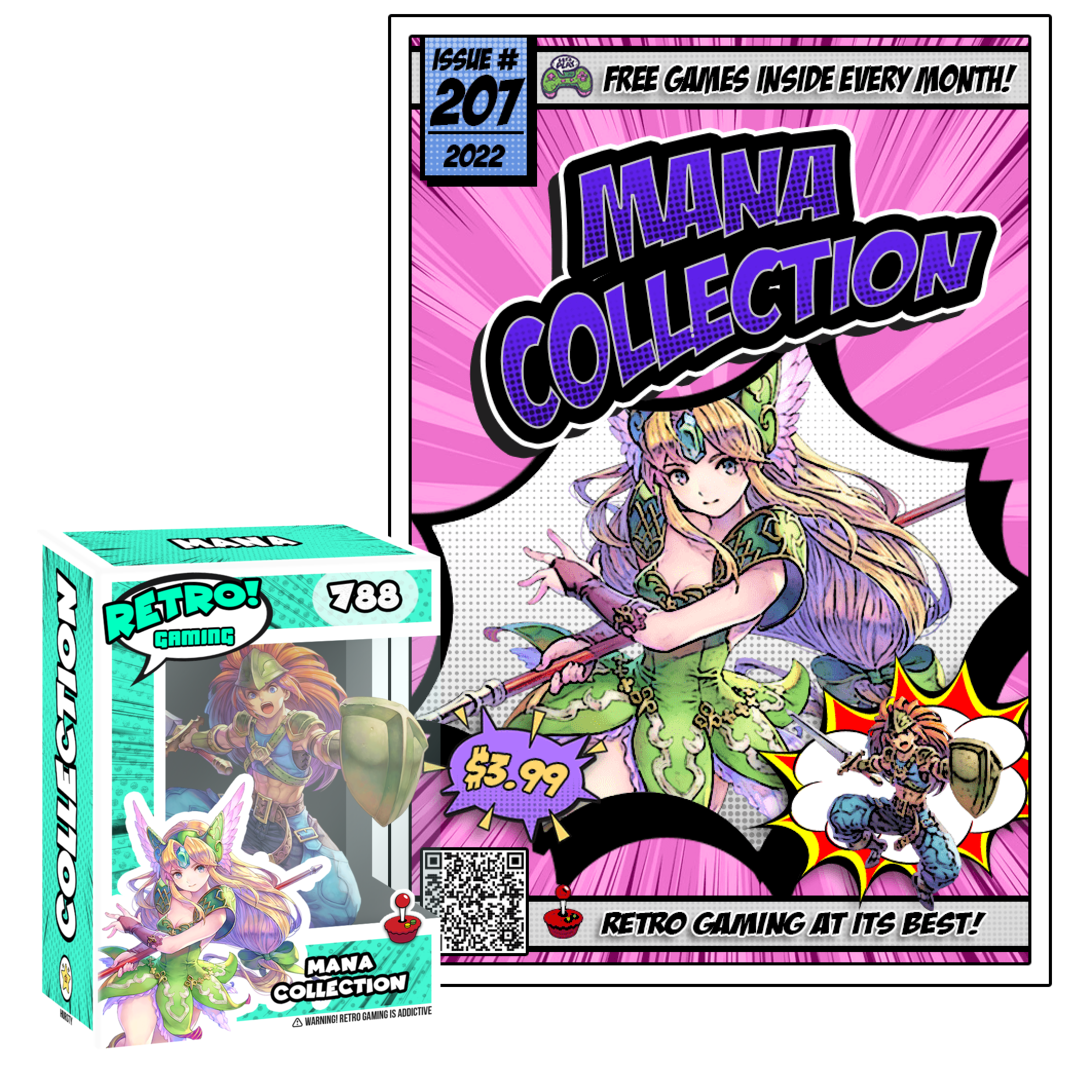 ISSUE #
207
2022
FREE GAMES INSIDE EVERY MONTH!
MANA
COLLECTION
$3.99
RETRO GAMING AT ITS BEST!
MANA
COLLECTION
RETRO!
GAMING
788
MANA
COLLECTION
⚠ WARNING! RETRO GAMING IS ADDICTIVE